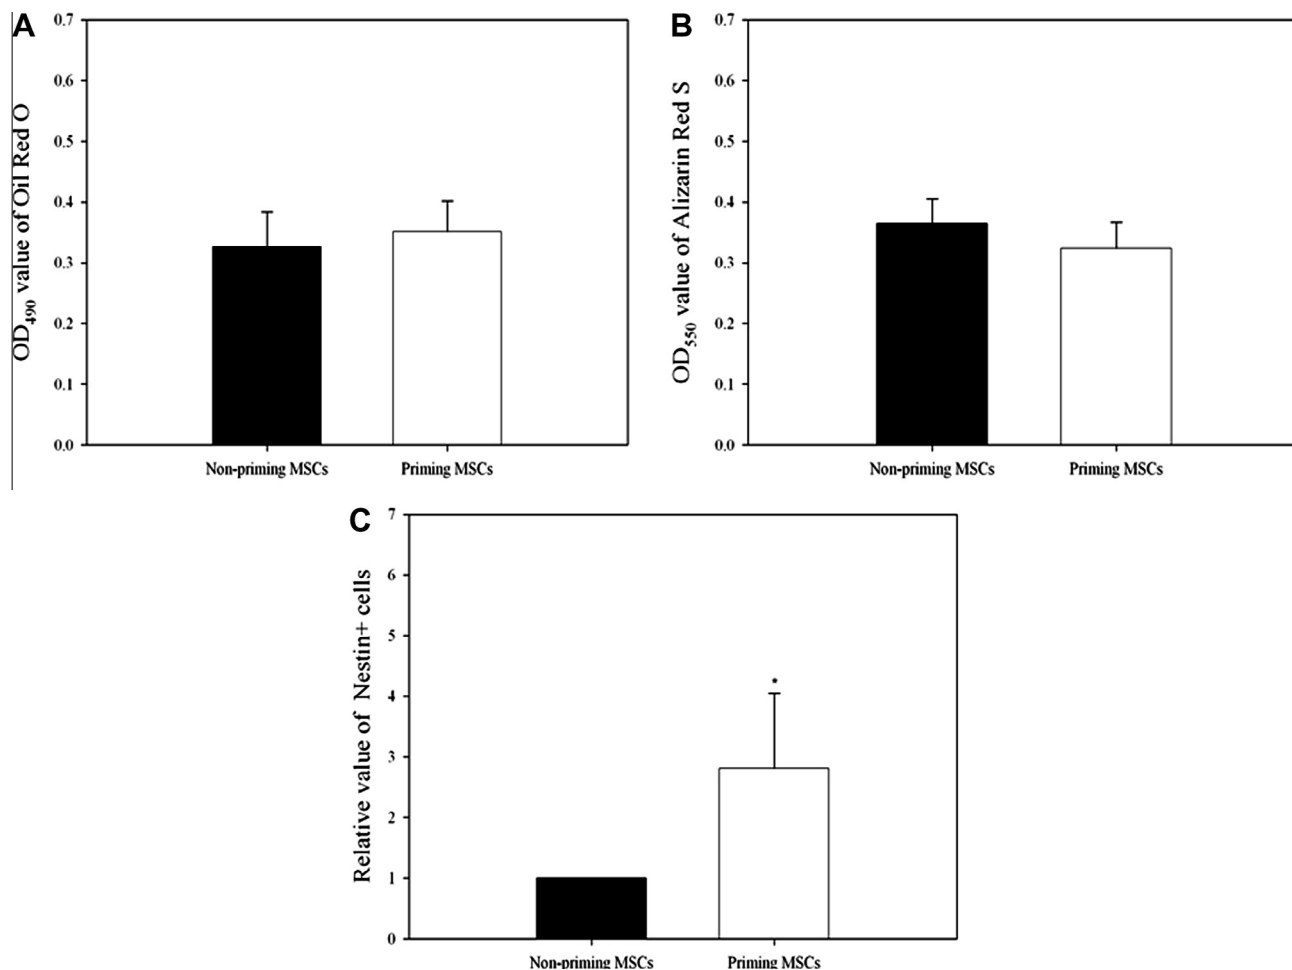 A
0.7
0.6
0.5
0.4
0.3
0.2
0.1
0.0
OD490 value of Oil Red O
Non-priming MSCs
Priming MSCs
B
0.7
0.6
0.5
0.4
0.3
0.2
0.1
0.0
OD550 value of Alizarin Red S
Non-priming MSCs
Priming MSCs
C
7
6
5
4
3
2
1
0
Relative value of Nestin+ cells
*
Non-priming MSCs
Priming MSCs